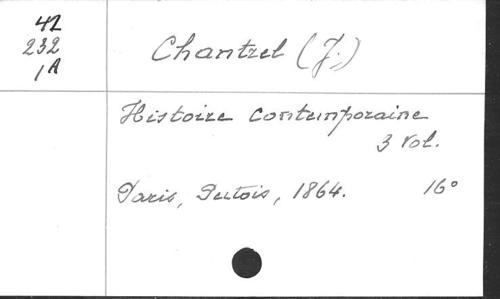 42
232
1A
Chantrel (J.)
Histoire contemporaine
3 vol.
Paris, Putois, 1864. 16°